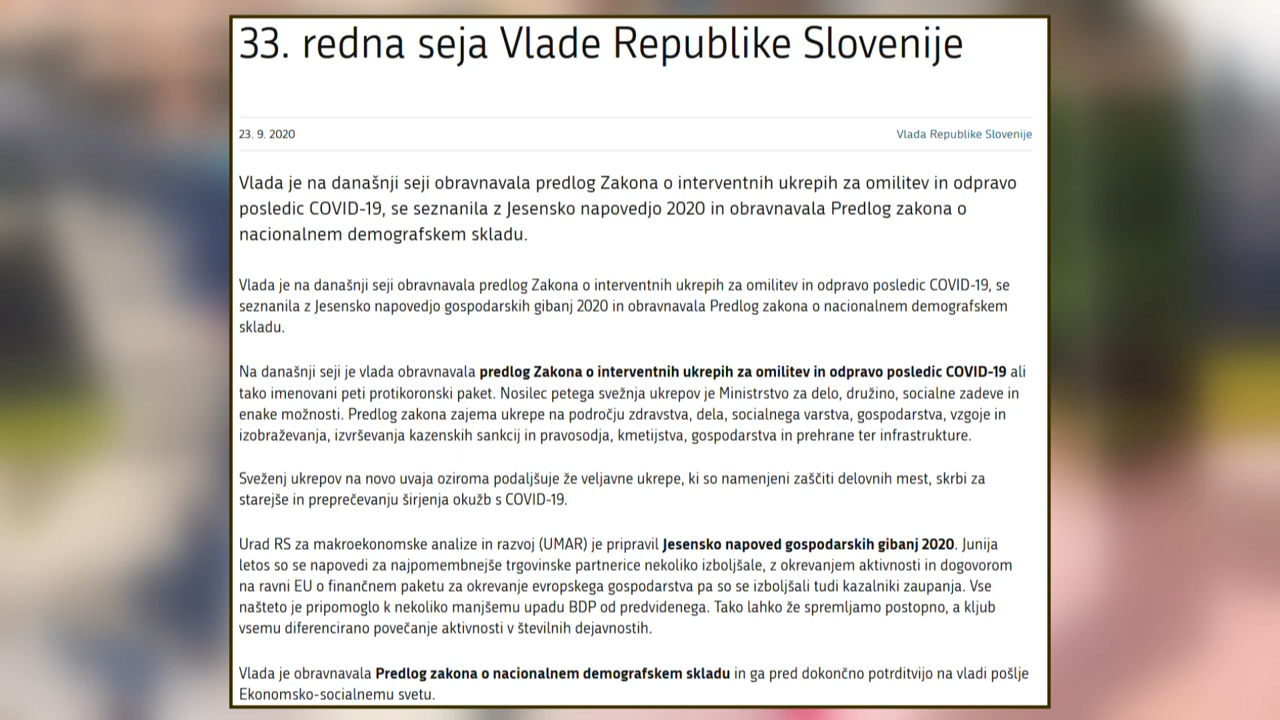 33. redna seja Vlade Republike Slovenije
23. 9. 2020
Vlada Republike Slovenije
Vlada je na današnji seji obravnavala predlog Zakona o interventnih ukrepih za omilitev in odpravo
posledic COVID-19, se seznanila z Jesensko napovedjo 2020 in obravnavala Predlog zakona o
nacionalnem demografskem skladu.
Vlada je na današnji seji obravnavala predlog Zakona o interventnih ukrepih za omilitev in odpravo posledic COVID-19, se
seznanila z Jesensko napovedjo gospodarskih gibanj 2020 in obravnavala Predlog zakona o nacionalnem demografskem
skladu.
Na današnji seji je vlada obravnavala predlog Zakona o interventnih ukrepih za omilitev in odpravo posledic COVID-19 ali
tako imenovani peti protikoronski paket. Nosilec petega svežnja ukrepov je Ministrstvo za delo, družino, socialne zadeve in
enake možnosti. Predlog zakona zajema ukrepe na področju zdravstva, dela, socialnega varstva, gospodarstva, vzgoje in
izobraževanja, izvrševanja kazenskih sankcij in pravosodja, kmetijstva, gospodarstva in prehrane ter infrastrukture.
Sveženj ukrepov na novo uvaja oziroma podaljšuje že veljavne ukrepe, ki so namenjeni zaščiti delovnih mest, skrbi za
starejše in preprečevanju širjenja okužb s COVID-19.
Urad RS za makroekonomske analize in razvoj (UMAR) je pripravil Jesensko napoved gospodarskih gibanj 2020. Junija
letos so se napovedi za najpomembnejše trgovinske partnerice nekoliko izboljšale, z okrevanjem aktivnosti in dogovorom
na ravni EU o finančnem paketu za okrevanje evropskega gospodarstva pa so se izboljšali tudi kazalniki zaupanja. Vse
našteto je pripomoglo k nekoliko manjšemu upadu BDP od predvidenega. Tako lahko že spremljamo postopno, a kljub
vsemu diferencirano povečanje aktivnosti v številnih dejavnostih.
Vlada je obravnavala Predlog zakona o nacionalnem demografskem skladu in ga pred dokončno potrditvijo na vladi pošlje
Ekonomsko-socialnemu svetu.